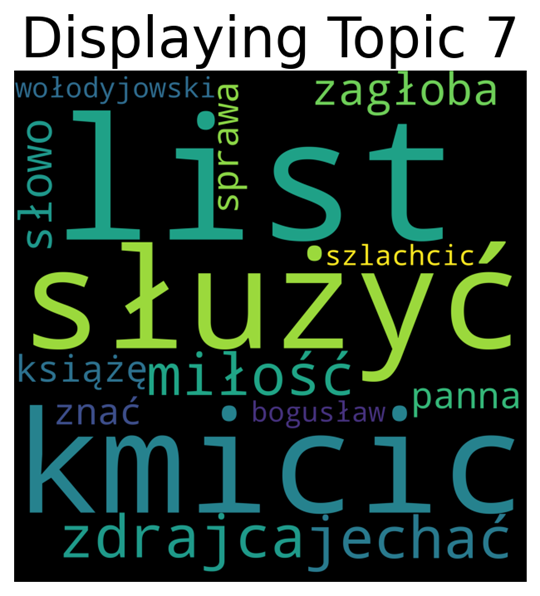 Displaying Topic 7
wołodyjowski
zagłoba
sprawa
list
słowo
służyć
szlachcic
książę
miłość
panna
znać
bogusław
kmicic
zdrajca
jechać